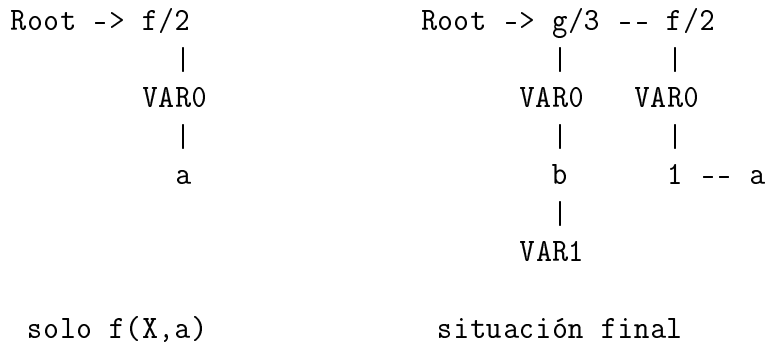 Root -> f/2 Root -> g/3 -- f/2
| | |
VAR0 VAR0 VAR0
| | |
a b 1 -- a
|
VAR1
solo f(X,a) situación final